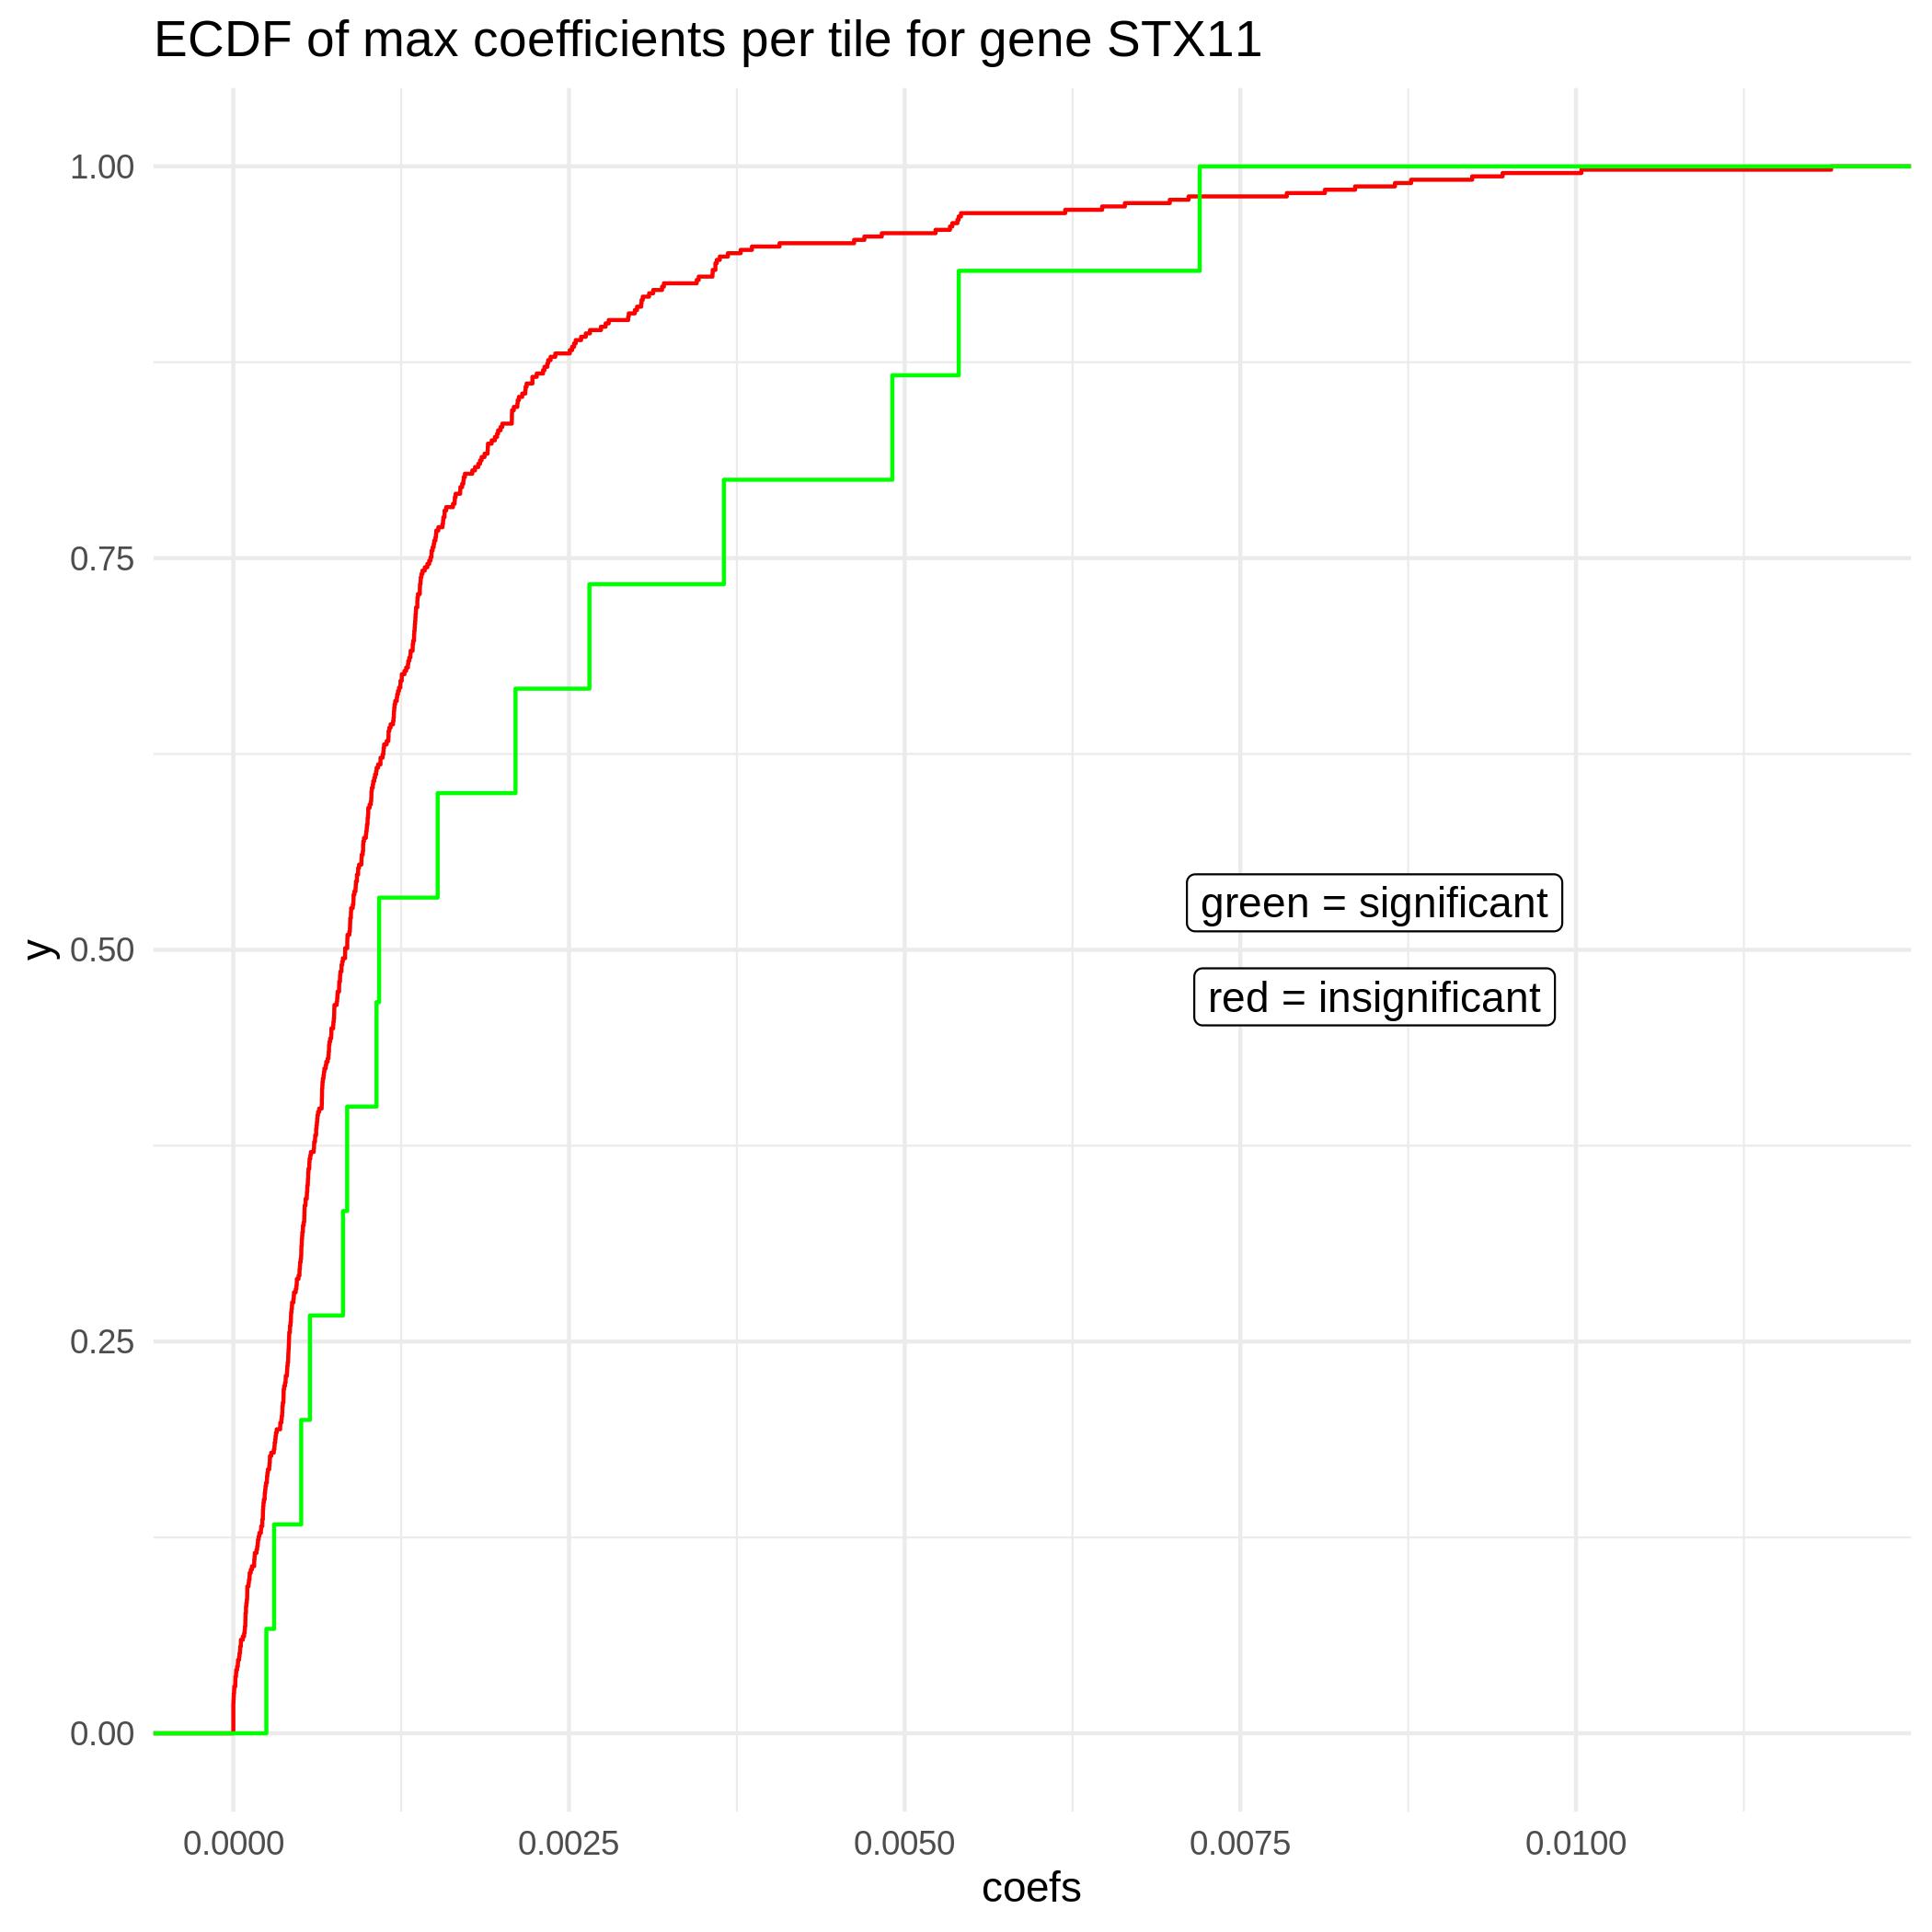 ECDF of max coefficients per tile for gene STX11
1.00
0.75
y
0.50
0.25
0.00
green = significant
red = insignificant
0.0000 0.0025 0.0050 0.0075 0.0100
coefs